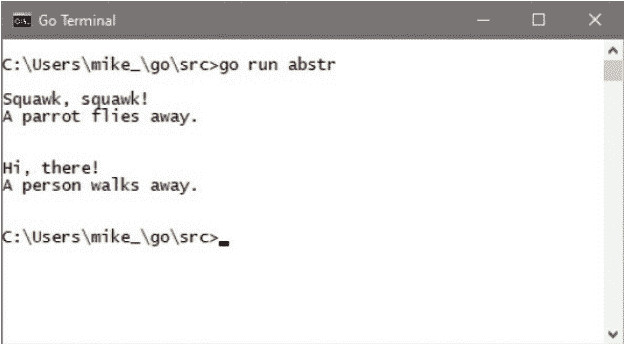 Go Terminal
C:\Users\mike_\go\src>go run abstr
Squawk, squawk!
A parrot flies away.
Hi, there!
A person walks away.
C:\Users\mike_\go\src>